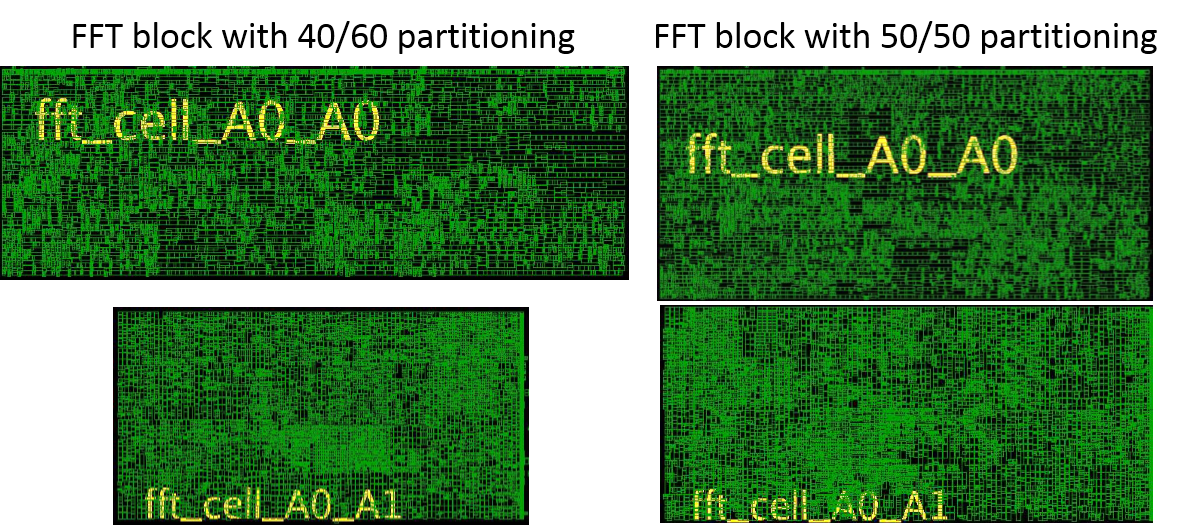 FFT block with 40/60 partitioning
FFT block with 50/50 partitioning
fft_cell_A0_A0
fft_cell_A0_A0
fft_cell_A0_A1
fft_cell_A0_A1